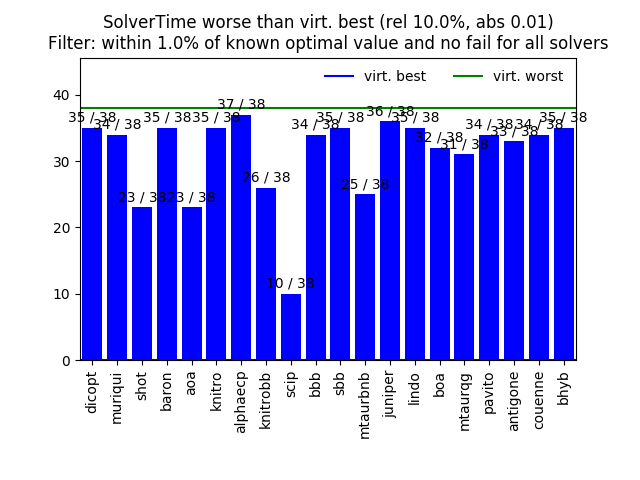 SolverTime worse than virt. best (rel 10.0%, abs 0.01)
Filter: within 1.0% of known optimal value and no fail for all solvers
virt. best
virt. worst
40
30
20
10
0
35 / 38
34 / 38
23 / 38
35 / 38
23 / 38
35 / 38
37 / 38
26 / 38
10 / 38
34 / 38
35 / 38
25 / 38
36 / 38
35 / 38
32 / 38
31 / 38
34 / 38
33 / 38
34 / 38
35 / 38
dicopt
muriqui
shot
baron
aoa
knitro
alphaecp
knitrobb
scip
bbb
sbb
mtaurbnb
juniper
lindo
boa
mtaurqg
pavito
antigone
couenne
bhyb